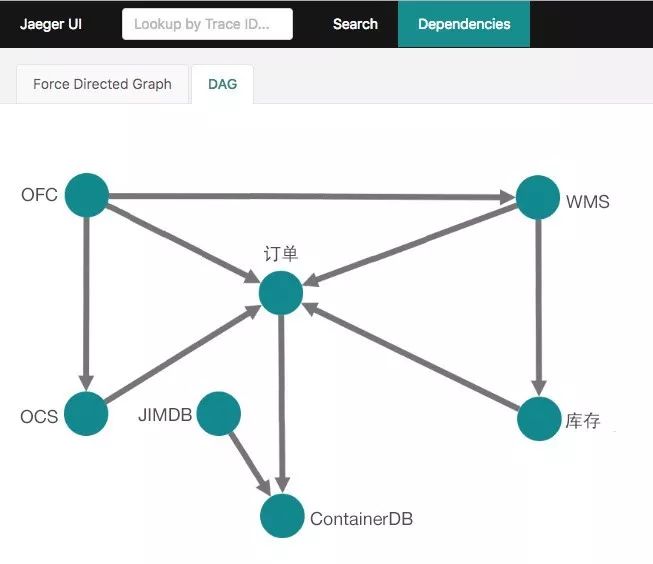 Jaeger UI Lookup by Trace ID... Search Dependencies
Force Directed Graph DAG
OFC
WMS
订单
OCS
JIMDB
库存
ContainerDB